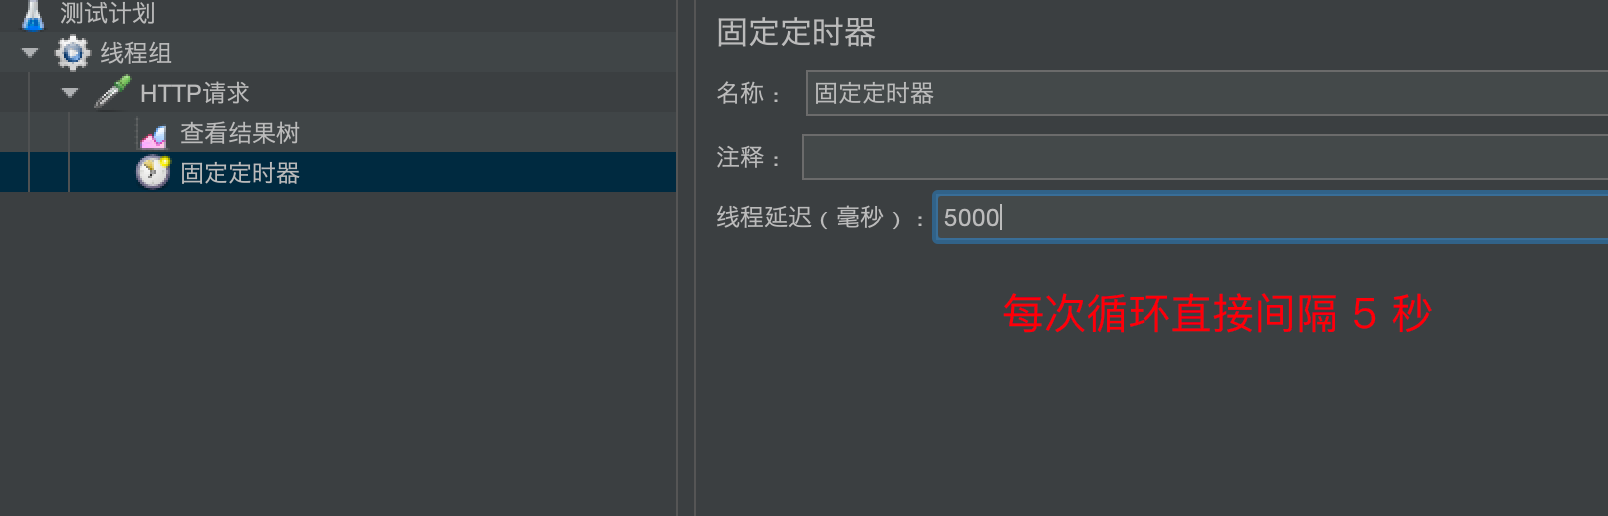 测试计划
线程组
HTTP请求
查看结果树
固定定时器
固定定时器
名称： 固定定时器
注释：
线程延迟（毫秒）： 5000
每次循环直接间隔 5 秒